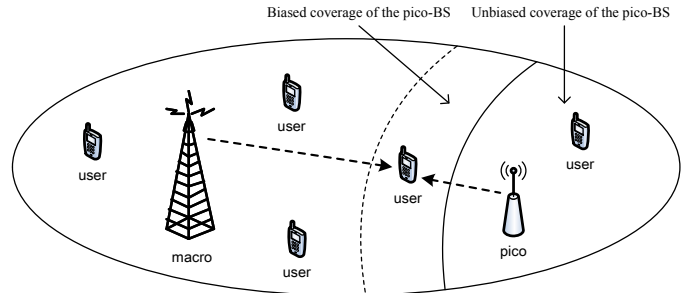 Biased coverage of the pico-BS
Unbiased coverage of the pico-BS
user
user
user
user
user
macro
pico